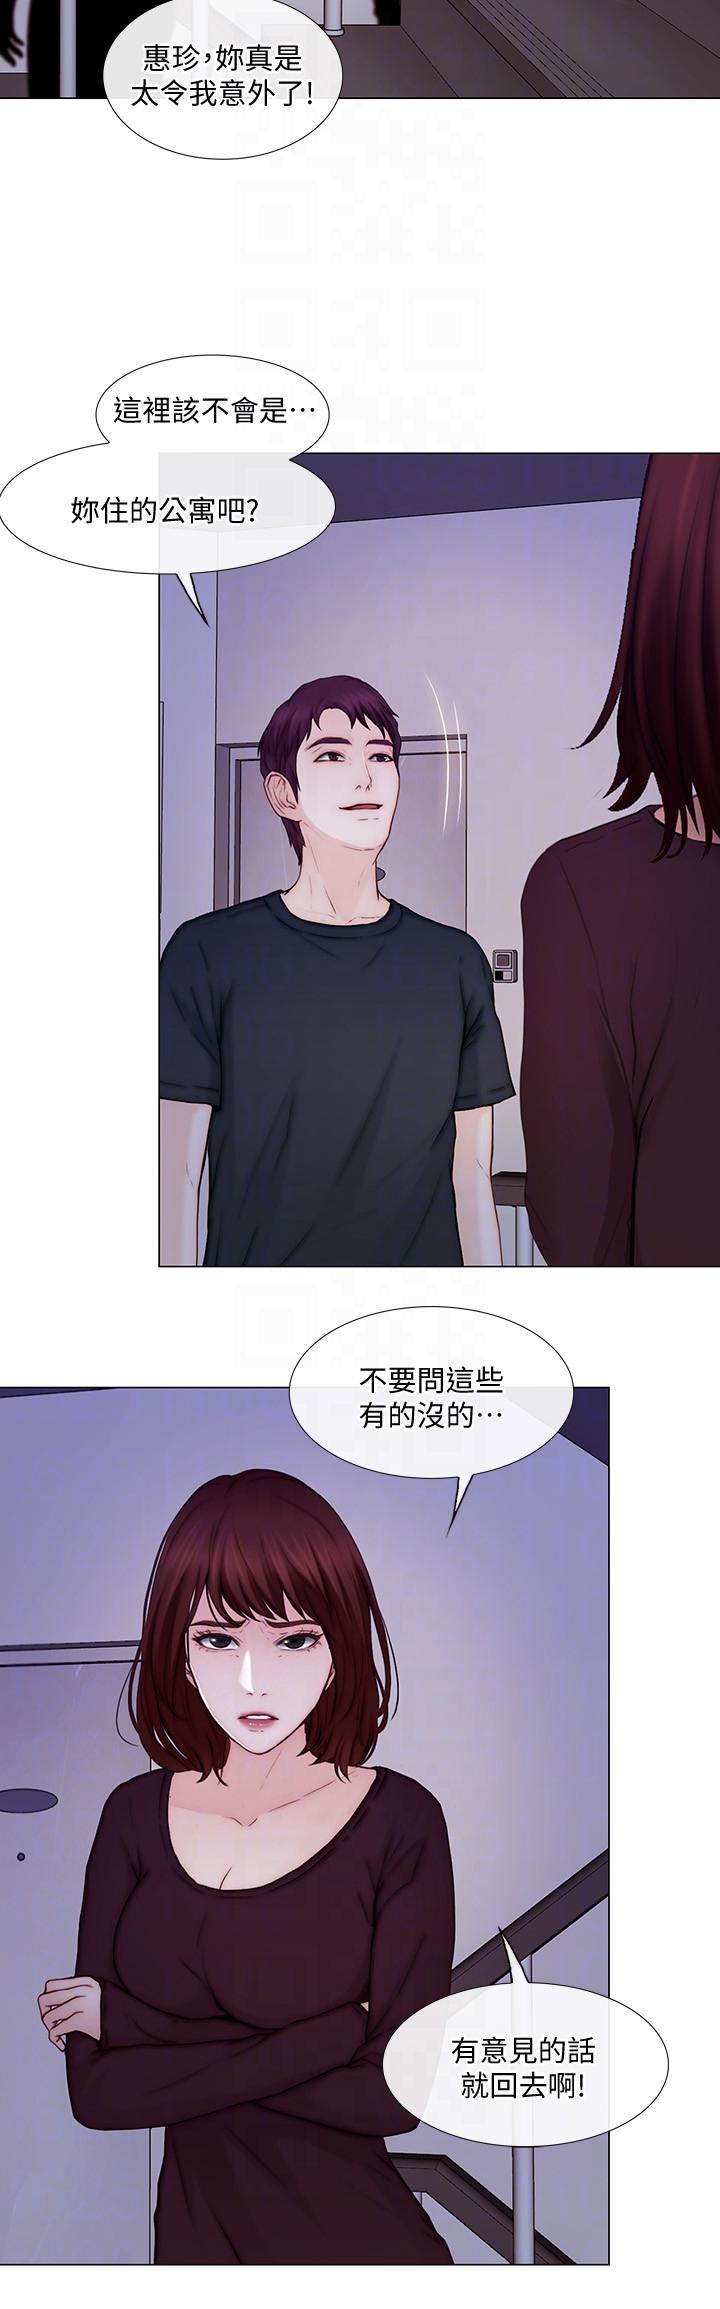 惠珍，妳真是
太令我意外了！
這裡該不會是⋯
妳住的公寓吧？
不要問這些
有的沒的⋯
有意見的話
就回去啊！